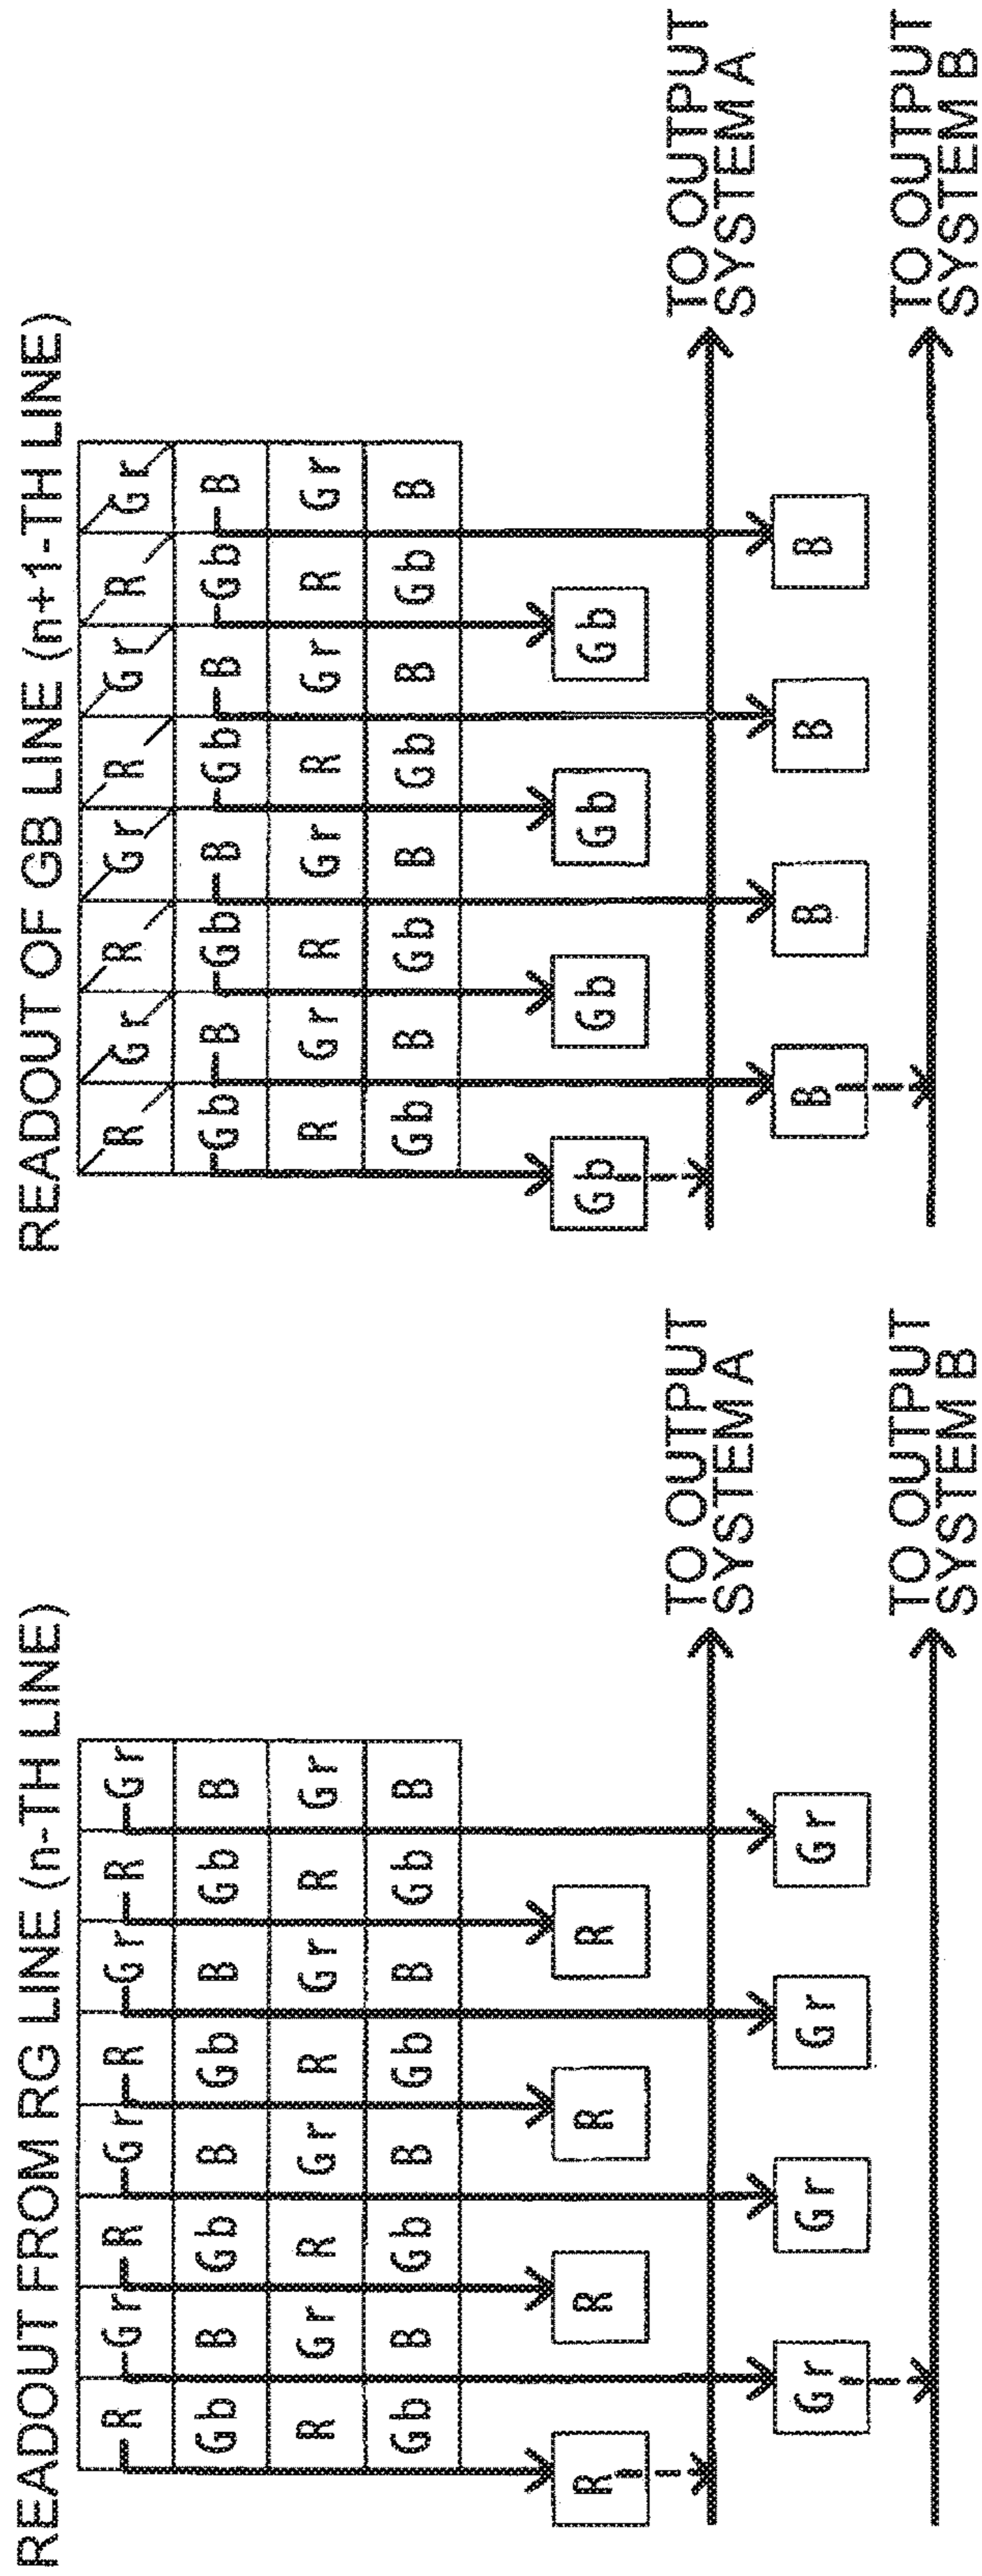 READOUT FROM RG LINE (n-TH LINE)
R Gr R Gr R Gr R Gr
Gb B Gb B Gb B Gb B
R Gr R Gr R Gr R Gr
Gb B Gb B Gb B Gb B
R R R R
TO OUTPUT
SYSTEM A
Gr Gr Gr Gr
TO OUTPUT
SYSTEM B
READOUT OF GB LINE (n+1-TH LINE)
R Gr R Gr R Gr R Gr
Gb B Gb B Gb B Gb B
R Gr R Gr R Gr R Gr
Gb B Gb B Gb B Gb B
Gb Gb Gb Gb
TO OUTPUT
SYSTEM A
B B B B
TO OUTPUT
SYSTEM B